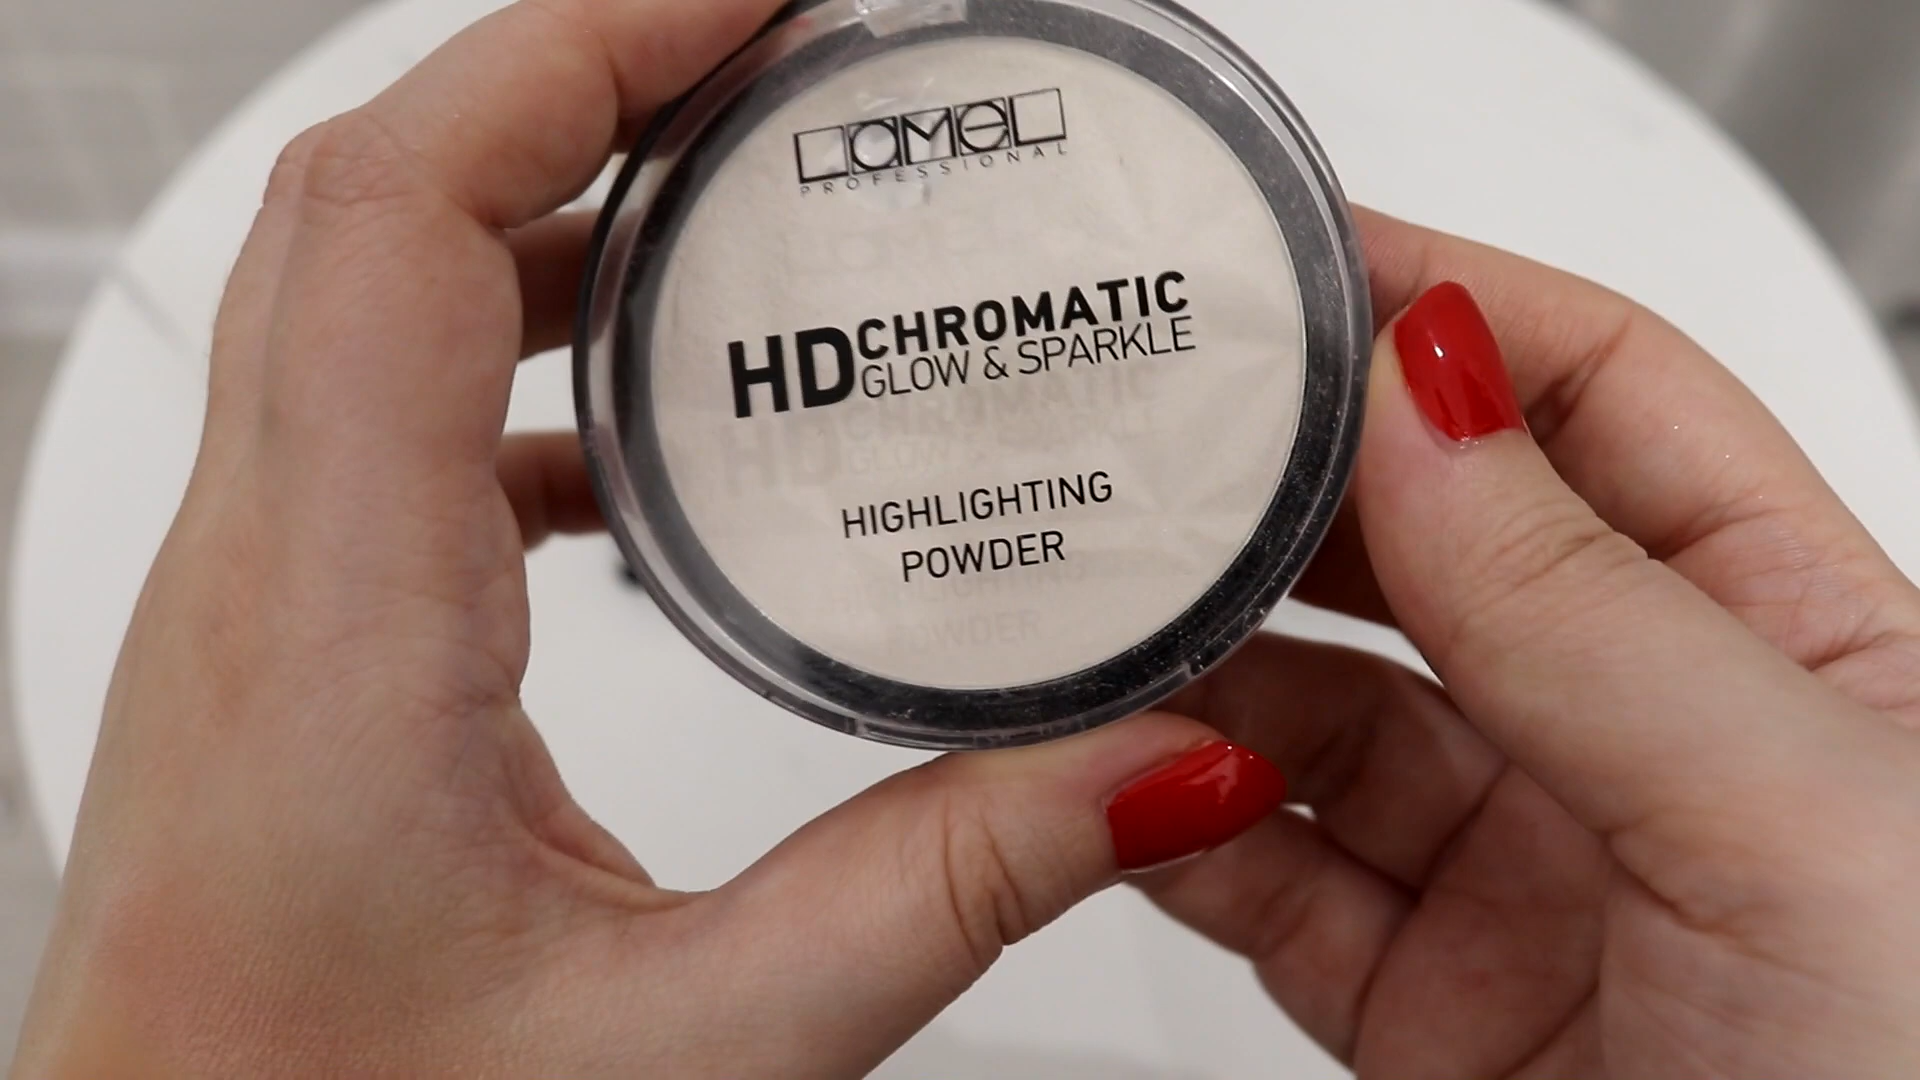 LAMEL
PROFESSIONAL
HD CHROMATIC
GLOW & SPARKLE
HIGHLIGHTING
POWDER